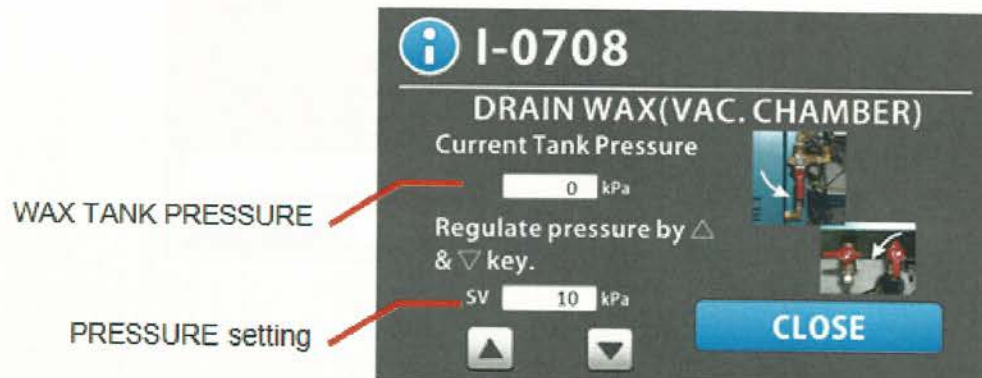 I-0708
DRAIN WAX(VAC. CHAMBER)
Current Tank Pressure
0 kPa
WAX TANK PRESSURE
Regulate pressure by △
& ▽ key.
SV 10 kPa
PRESSURE setting
CLOSE